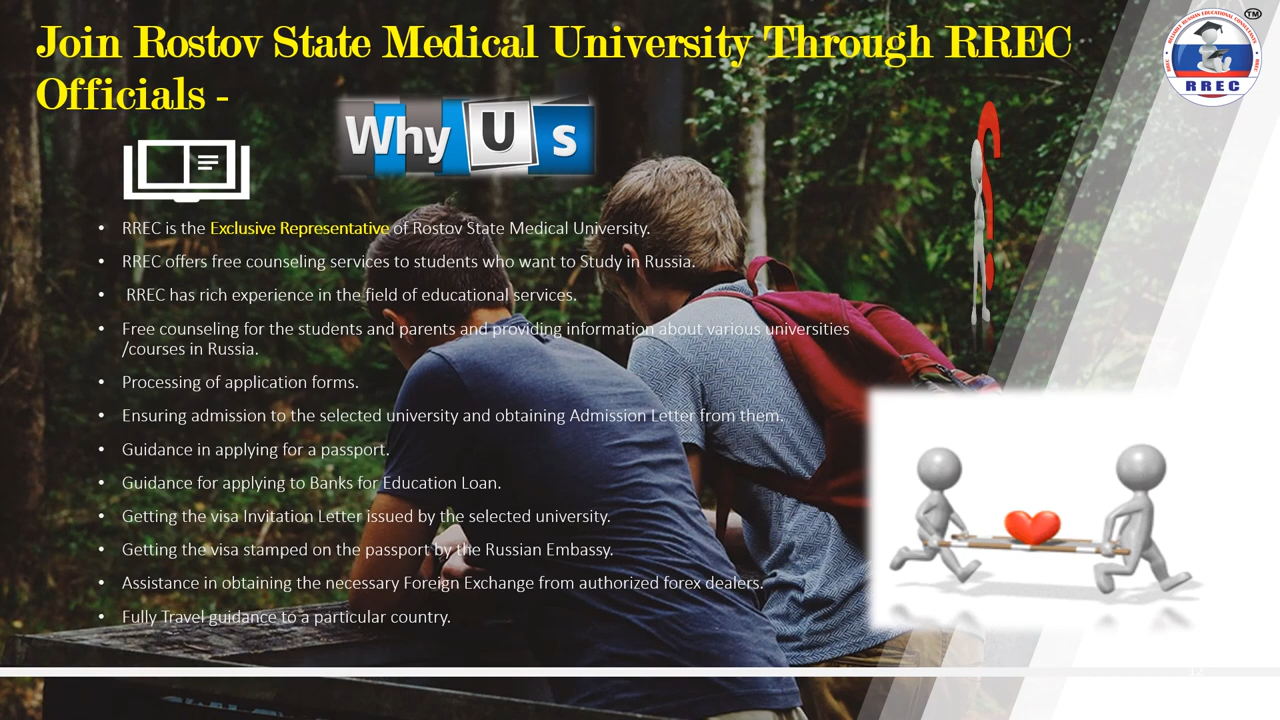 Join Rostov State Medical University Through RREC
Officials -
TM
RREC
Why Us
• RREC is the Exclusive Representative of Rostov State Medical University.
• RREC offers free counseling services to students who want to Study in Russia.
• RREC has rich experience in the field of educational services.
• Free counseling for the students and parents and providing information about various universities
/courses in Russia.
• Processing of application forms.
• Ensuring admission to the selected university and obtaining Admission Letter from them.
• Guidance in applying for a passport.
• Guidance for applying to Banks for Education Loan.
• Getting the visa Invitation Letter issued by the selected university.
• Getting the visa stamped on the passport by the Russian Embassy.
• Assistance in obtaining the necessary Foreign Exchange from authorized forex dealers.
• Fully Travel guidance to a particular country.